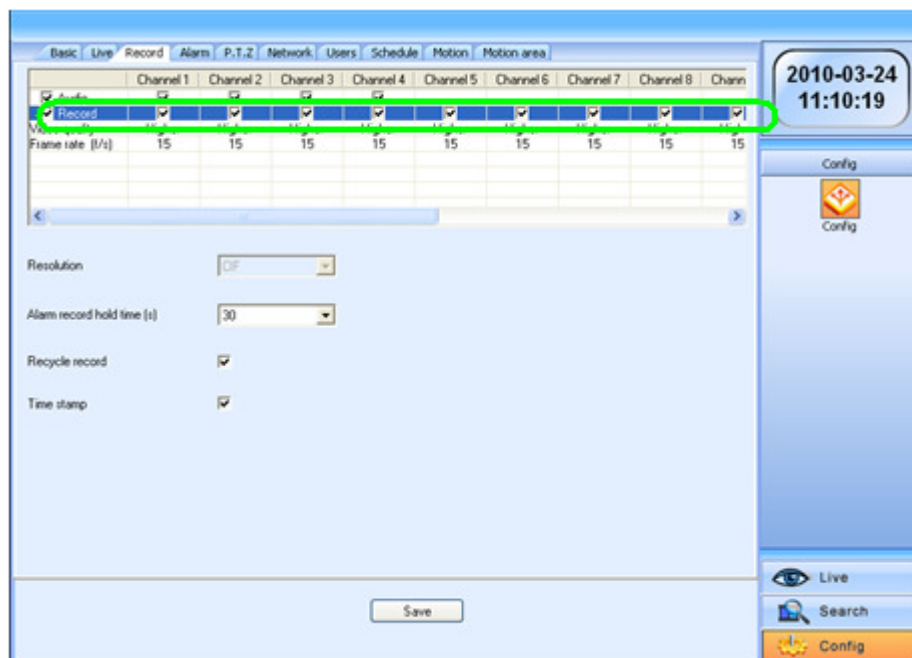 Basic Live Record Alarm P.T.Z Network Users Schedule Motion Motion area
Channel 1 Channel 2 Channel 3 Channel 4 Channel 5 Channel 6 Channel 7 Channel 8 Chann
Record
Frame rate (f/s) 15 15 15 15 15 15 15 15 15
Resolution CIF
Alarm record hold time (s) 30
Recycle record
Time stamp
Save
2010-03-24
11:10:19
Config
Config
Live
Search
Config